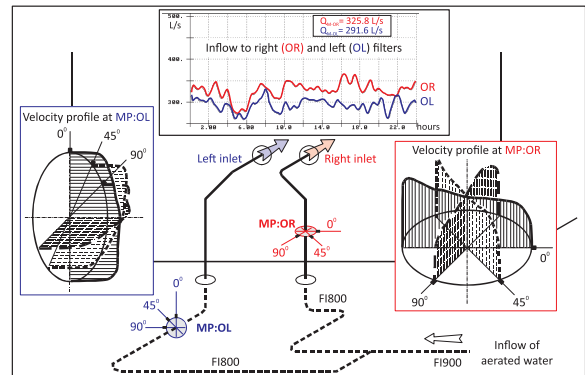 500.
L/s
400.
300.
Q M-OR = 325.8 L/s
Q M-OL = 291.6 L/s
Inflow to right (OR) and left (OL) filters
OR
OL
2.00 6.00 10.0 14.0 18.0 22.0 hours
Velocity profile at MP:OL
0°
45°
90°
Left inlet
Right inlet
Velocity profile at MP:OR
0°
90°
45°
MP:OR
0°
45°
90°
0°
45°
90°
MP:OL
FI800
FI800
FI900
Inflow of
aerated water